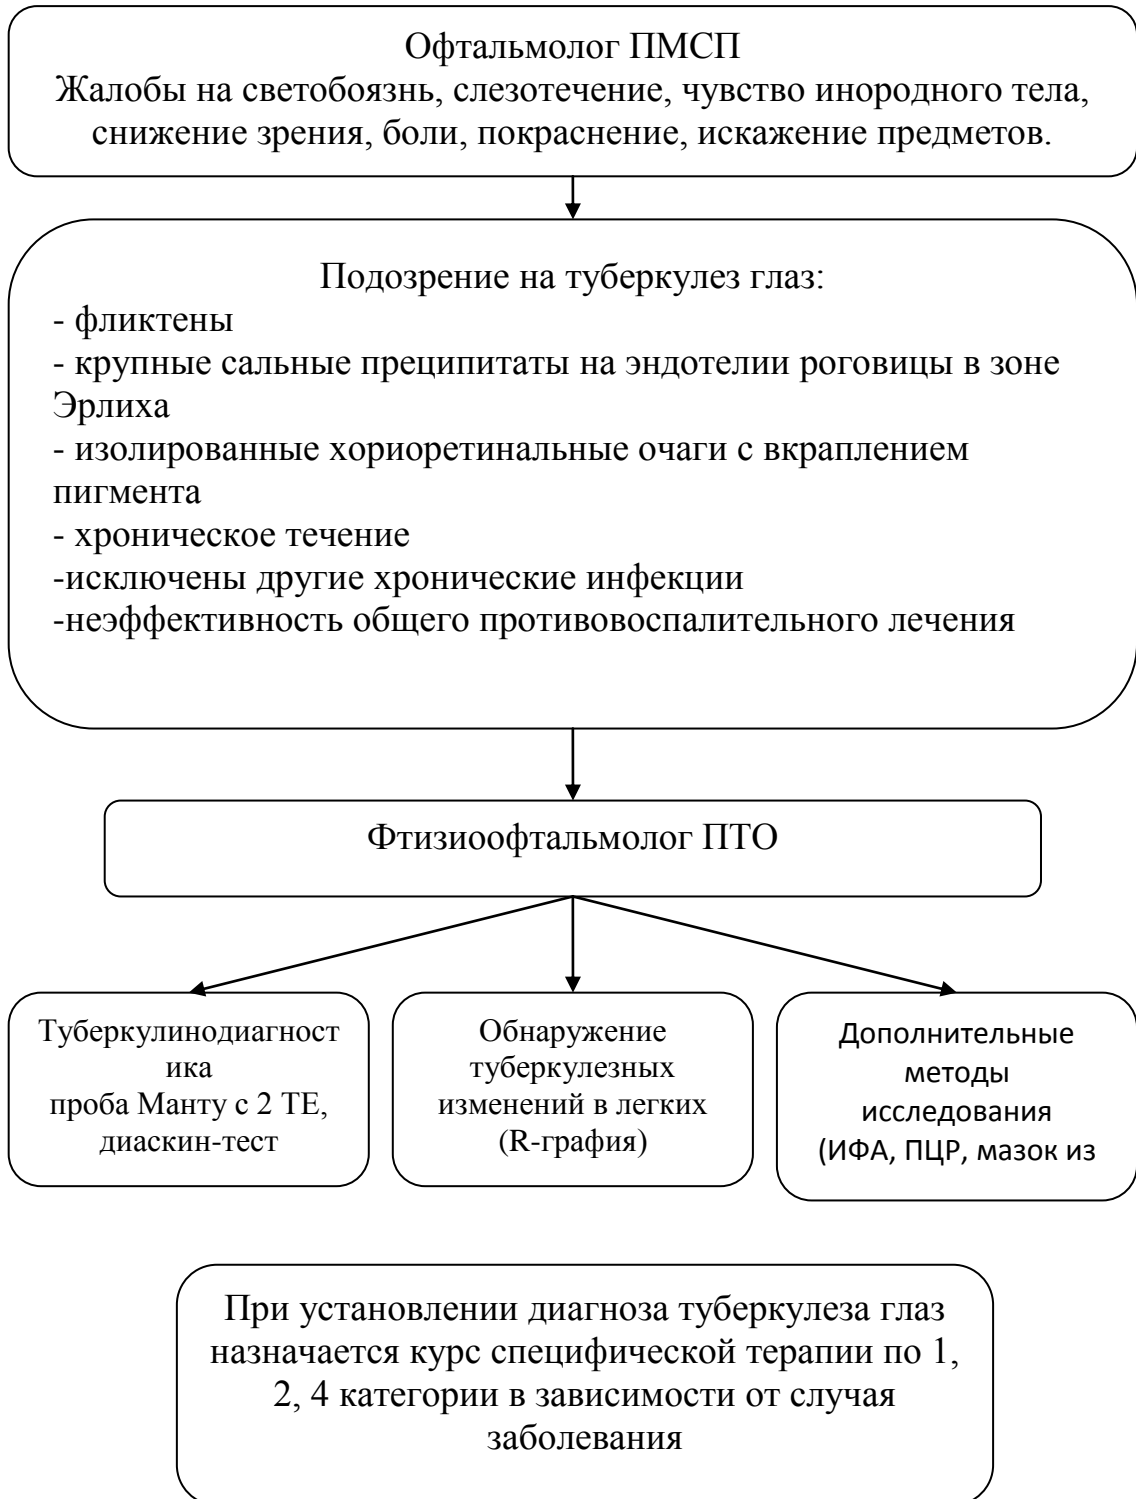 Офтальмолог ПМСП
Жалобы на светобоязнь, слезотечение, чувство инородного тела,
снижение зрения, боли, покраснение, искажение предметов.
Подозрение на туберкулез глаз:
- фликтены
- крупные сальные преципитаты на эндотелии роговицы в зоне
Эрлиха
- изолированные хориоретинальные очаги с вкраплением
пигмента
- хроническое течение
-исключены другие хронические инфекции
-неэффективность общего противовоспалительного лечения
Фтизиоофтальмолог ПТО
Туберкулинодиагност
ика
проба Манту с 2 ТЕ,
диаскин-тест
Обнаружение
туберкулезных
изменений в легких
(R-графия)
Дополнительные
методы
исследования
(ИФА, ПЦР, мазок из
При установлении диагноза туберкулеза глаз
назначается курс специфической терапии по 1,
2, 4 категории в зависимости от случая
заболевания